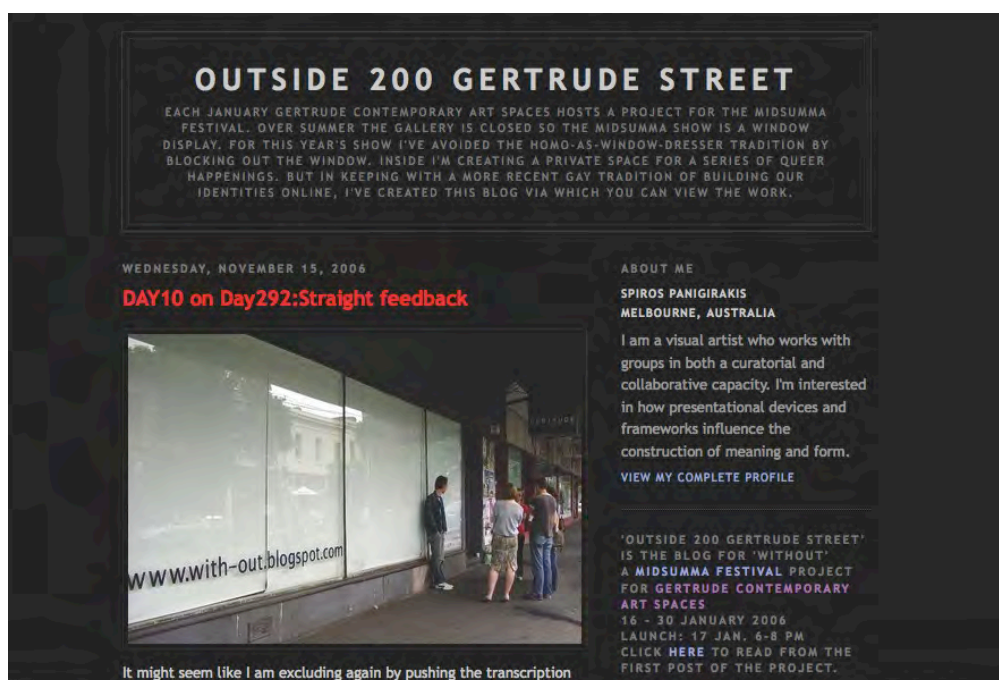 OUTSIDE 200 GERTRUDE STREET
EACH JANUARY GERTRUDE CONTEMPORARY ART SPACES HOSTS A PROJECT FOR THE MIDSUMMA
FESTIVAL. OVER SUMMER THE GALLERY IS CLOSED SO THE MIDSUMMA SHOW IS A WINDOW
DISPLAY. FOR THIS YEAR'S SHOW I'VE AVOIDED THE HOMO-AS-WINDOW-DRESSER TRADITION BY
BLOCKING OUT THE WINDOW. INSIDE I'M CREATING A PRIVATE SPACE FOR A SERIES OF QUEER
HAPPENINGS. BUT IN KEEPING WITH A MORE RECENT GAY TRADITION OF BUILDING OUR
IDENTITIES ONLINE, I'VE CREATED THIS BLOG VIA WHICH YOU CAN VIEW THE WORK.
WEDNESDAY, NOVEMBER 15, 2006
DAY10 on Day292:Straight feedback
GERTRUDE
www.with-out.blogspot.com
It might seem like I am excluding again by pushing the transcription
ABOUT ME
SPIROS PANIGIRAKIS
MELBOURNE, AUSTRALIA
I am a visual artist who works with
groups in both a curatorial and
collaborative capacity. I'm interested
in how presentational devices and
frameworks influence the
construction of meaning and form.
VIEW MY COMPLETE PROFILE
'OUTSIDE 200 GERTRUDE STREET'
IS THE BLOG FOR 'WITHOUT'
A MIDSUMMA FESTIVAL PROJECT
FOR GERTRUDE CONTEMPORARY
ART SPACES
16 - 30 JANUARY 2006
LAUNCH: 17 JAN. 6-8 PM
CLICK HERE TO READ FROM THE
FIRST POST OF THE PROJECT.